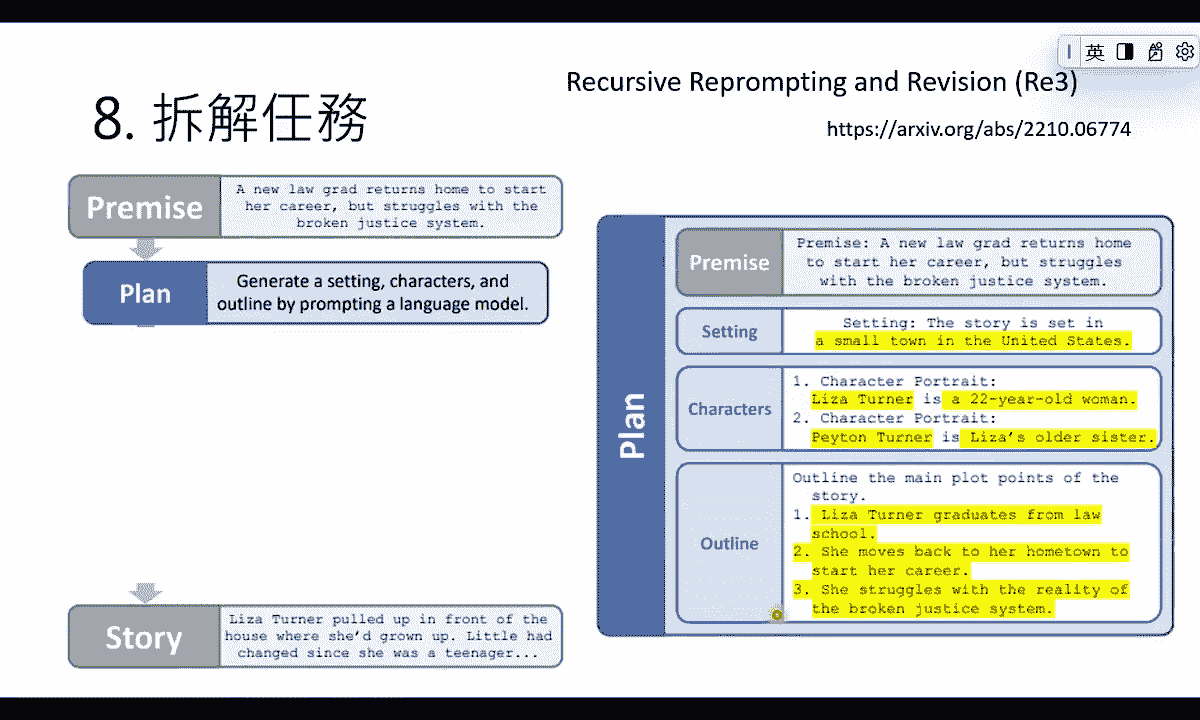 英
Recursive Reprompting and Revision (Re3)
8. 拆解任務
https://arxiv.org/abs/2210.06774
Premise
A new law grad returns home to start
her career, but struggles with the
broken justice system.
Plan
Generate a setting, characters, and
outline by prompting a language model.
Story
Liza Turner pulled up in front of the
house where she’d grown up. Little had
changed since she was a teenager...
Plan
Premise
Premise: A new law grad returns home
to start her career, but struggles
with the broken justice system.
Setting
Setting: The story is set in
a small town in the United States.
Characters
1. Character Portrait:
Liza Turner is a 22-year-old woman.
2. Character Portrait:
Peyton Turner is Liza’s older sister.
Outline
Outline the main plot points of the
story.
1. Liza Turner graduates from law
school.
2. She moves back to her hometown to
start her career.
3. She struggles with the reality of
the broken justice system.